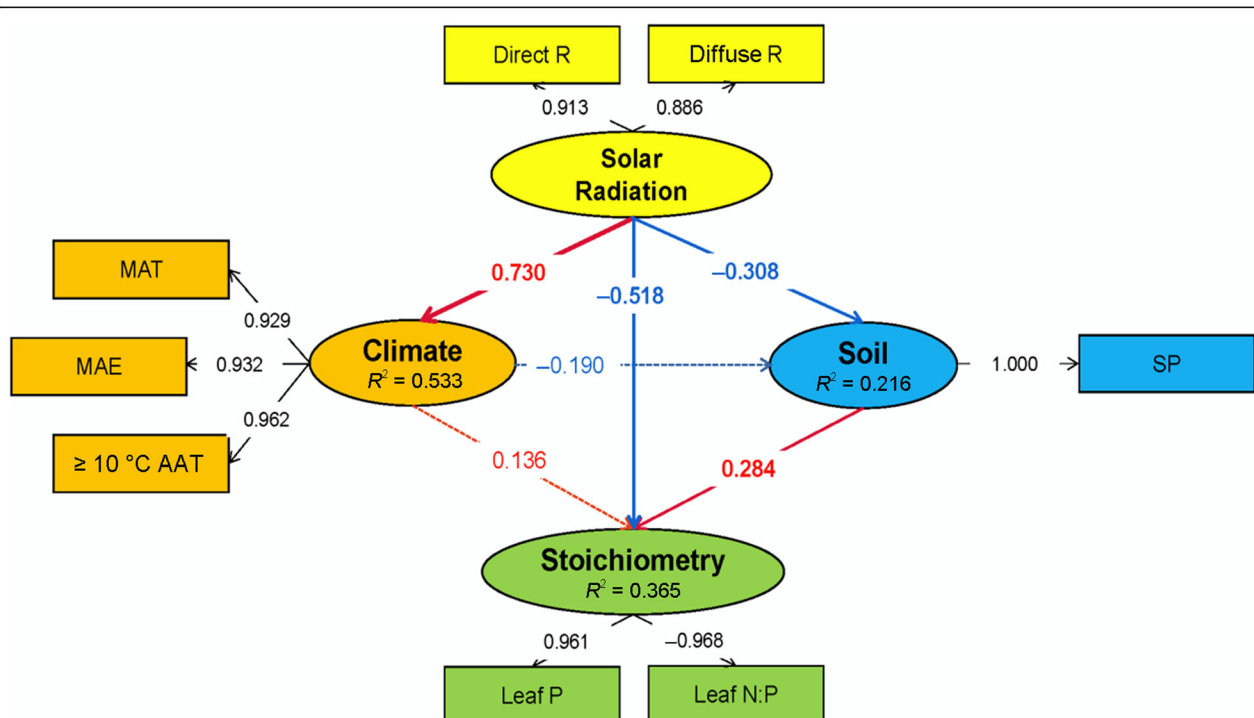 Direct R
Diffuse R
0.913
0.886
Solar
Radiation
0.730
–0.518
–0.308
MAT
0.929
MAE
0.932
0.962
≥ 10 °C AAT
Climate
R² = 0.533
–0.190
Soil
R² = 0.216
1.000
SP
0.136
0.284
Stoichiometry
R² = 0.365
0.961
–0.968
Leaf P
Leaf N:P